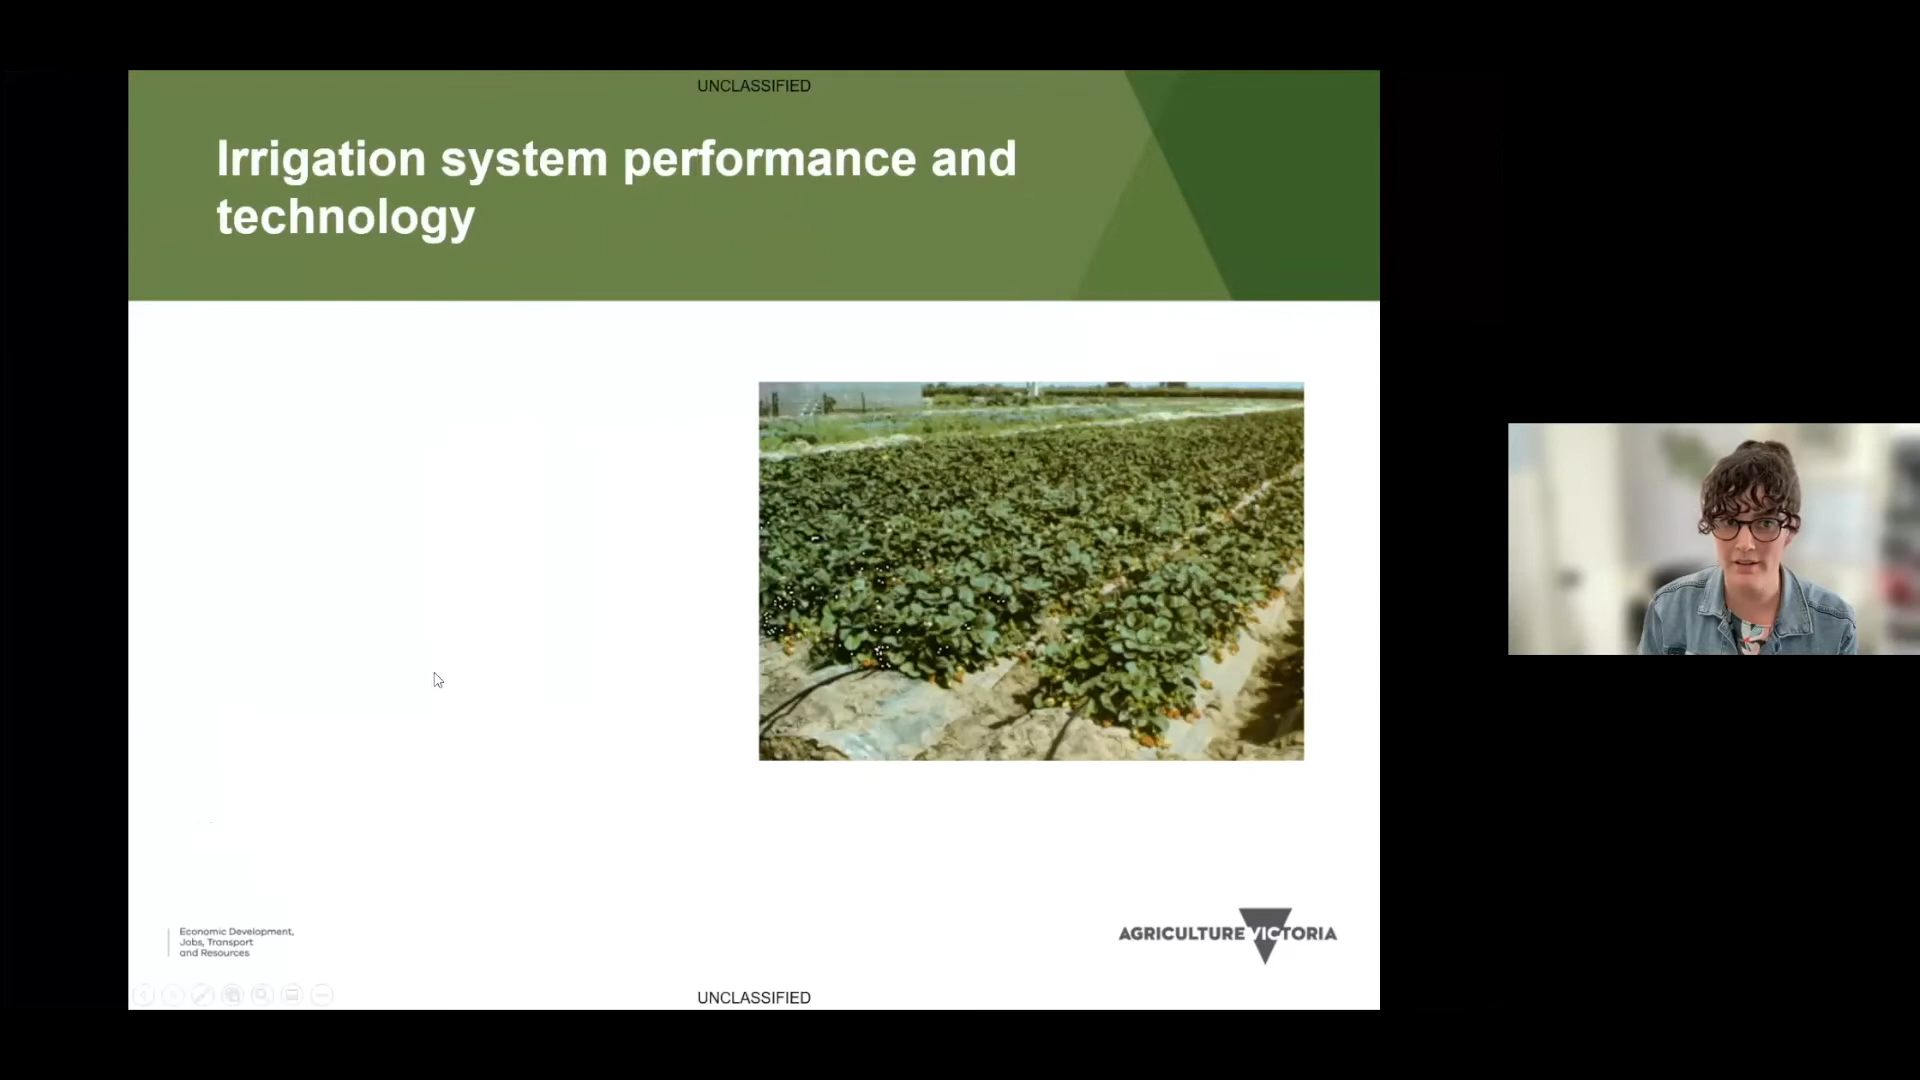 UNCLASSIFIED
Irrigation system performance and
technology
Economic Development,
Jobs, Transport
and Resources
AGRICULTURE VICTORIA
UNCLASSIFIED